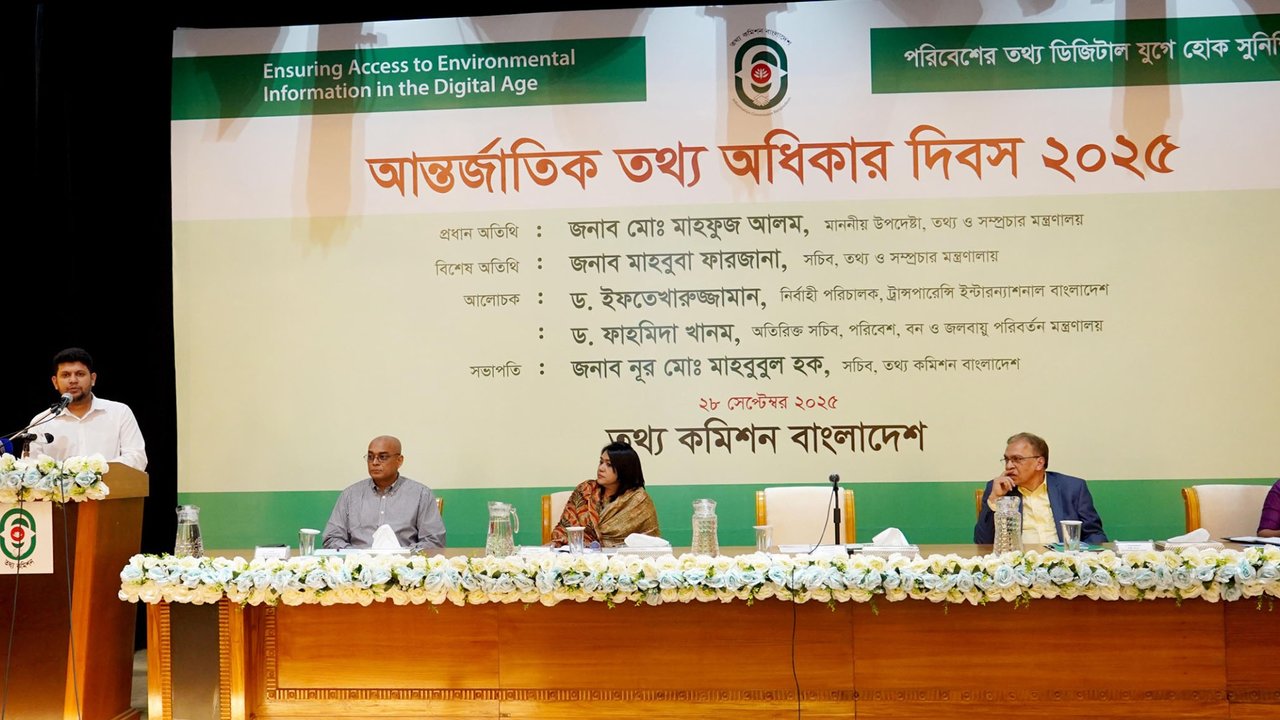 Ensuring Access to Environmental
Information in the Digital Age
তথ্য কমিশন বাংলাদেশ
পরিবেশের তথ্য ডিজিটাল যুগে হোক
আন্তর্জাতিক তথ্য অধিকার দিবস ২০২৫
প্রধান অতিথি : জনাব মোঃ মাহফুজ আলম, মাননীয় উপদেষ্টা, তথ্য ও সম্প্রচার মন্ত্রণালয়
বিশেষ অতিথি : জনাব মাহবুবা ফারজানা, সচিব, তথ্য ও সম্প্রচার মন্ত্রণালায়
আলোচক : ড. ইফতেখারুজ্জামান, নির্বাহী পরিচালক, ট্রান্সপারেন্সি ইন্টারন্যাশনাল বাংলাদেশ
: ড. ফাহমিদা খানম, অতিরিক্ত সচিব, পরিবেশ, বন ও জলবায়ু পরিবর্তন মন্ত্রণালয়
সভাপতি : জনাব নূর মোঃ মাহবুবুল হক, সচিব, তথ্য কমিশন বাংলাদেশ
২৮ সেপ্টেম্বর ২০২৫
তথ্য কমিশন বাংলাদেশ